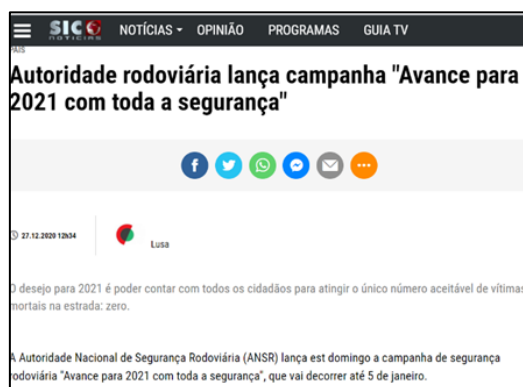 SIC NOTÍCIAS NOTÍCIAS OPINIÃO PROGRAMAS GUIA TV
PAÍS
Autoridade rodoviária lança campanha "Avance para
2021 com toda a segurança"
27.12.2020 12h34
Lusa
O desejo para 2021 é poder contar com todos os cidadãos para atingir o único número aceitável de vítimas
mortais na estrada: zero.
A Autoridade Nacional de Segurança Rodoviária (ANSR) lança est domingo a campanha de segurança
rodoviária "Avance para 2021 com toda a segurança", que vai decorrer até 5 de janeiro.